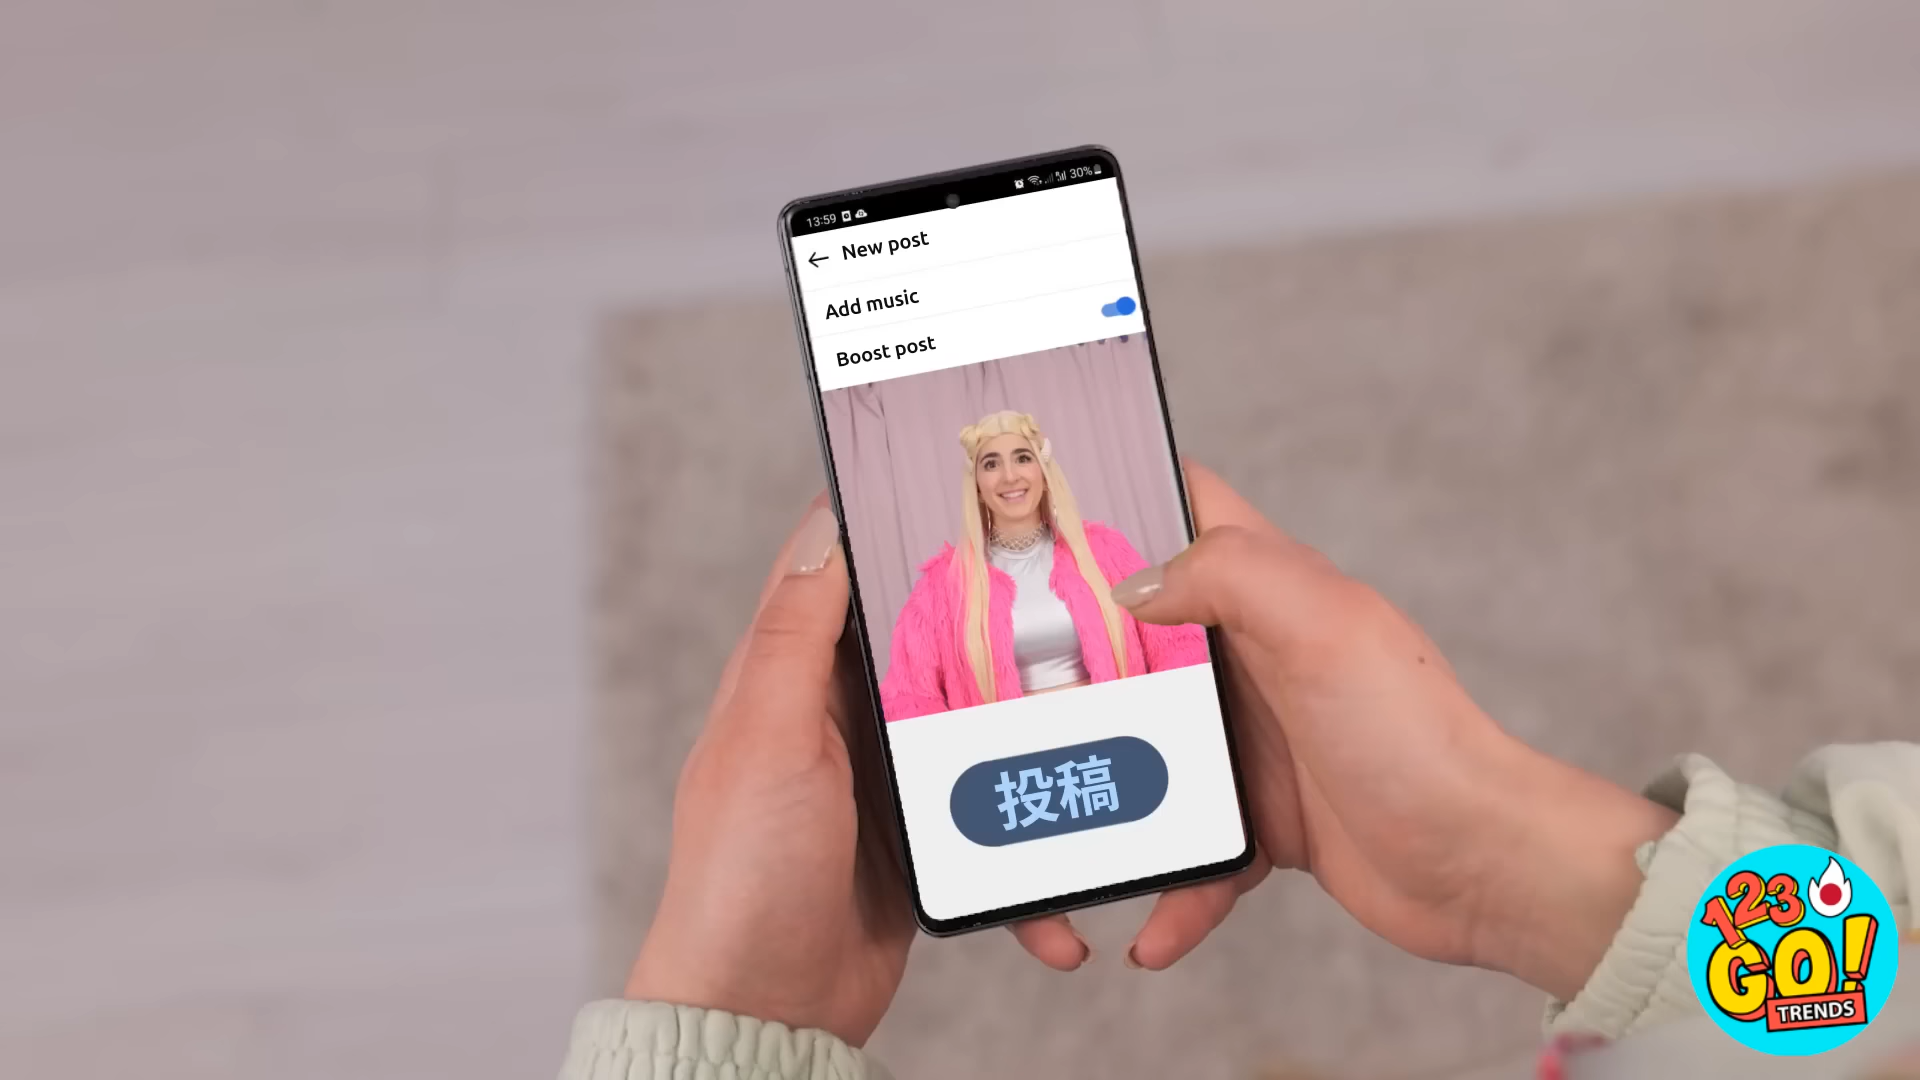 13:59
30%
New post
Add music
Boost post
投稿
123
GO!
TRENDS